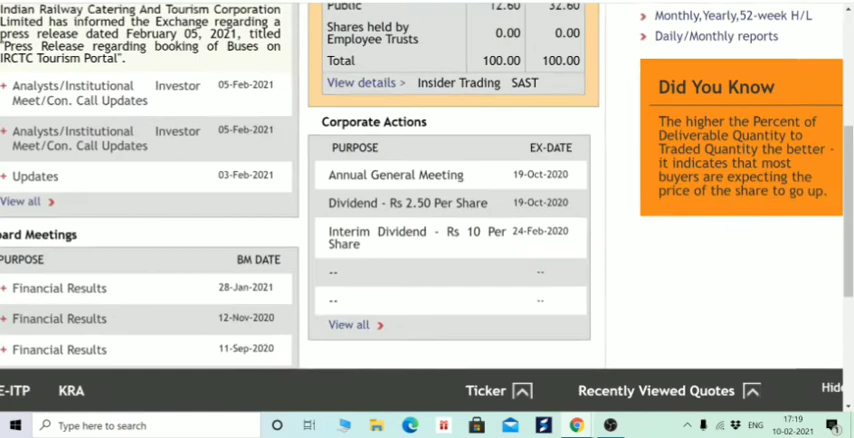 Indian Railway Catering And Tourism Corporation
Limited has informed the Exchange regarding a
press release dated February 05, 2021, titled
"Press Release regarding booking of Buses on
IRCTC Tourism Portal".
+ Analysts/Institutional Investor 05-Feb-2021
Meet/Con. Call Updates
+ Analysts/Institutional Investor 05-Feb-2021
Meet/Con. Call Updates
+ Updates 03-Feb-2021
View all >
ard Meetings
PURPOSE BM DATE
+ Financial Results 28-Jan-2021
+ Financial Results 12-Nov-2020
+ Financial Results 11-Sep-2020
Public 12.60 32.60
Shares held by 0.00 0.00
Employee Trusts
Total 100.00 100.00
View details > Insider Trading SAST
Corporate Actions
PURPOSE EX-DATE
Annual General Meeting 19-Oct-2020
Dividend - Rs 2.50 Per Share 19-Oct-2020
Interim Dividend - Rs 10 Per 24-Feb-2020
Share
-- --
-- --
View all >
> Monthly,Yearly,52-week H/L
> Daily/Monthly reports
Did You Know
The higher the Percent of
Deliverable Quantity to
Traded Quantity the better -
it indicates that most
buyers are expecting the
price of the share to go up.
E-ITP KRA Ticker Recently Viewed Quotes Hide
Type here to search ENG 17:19
10-02-2021